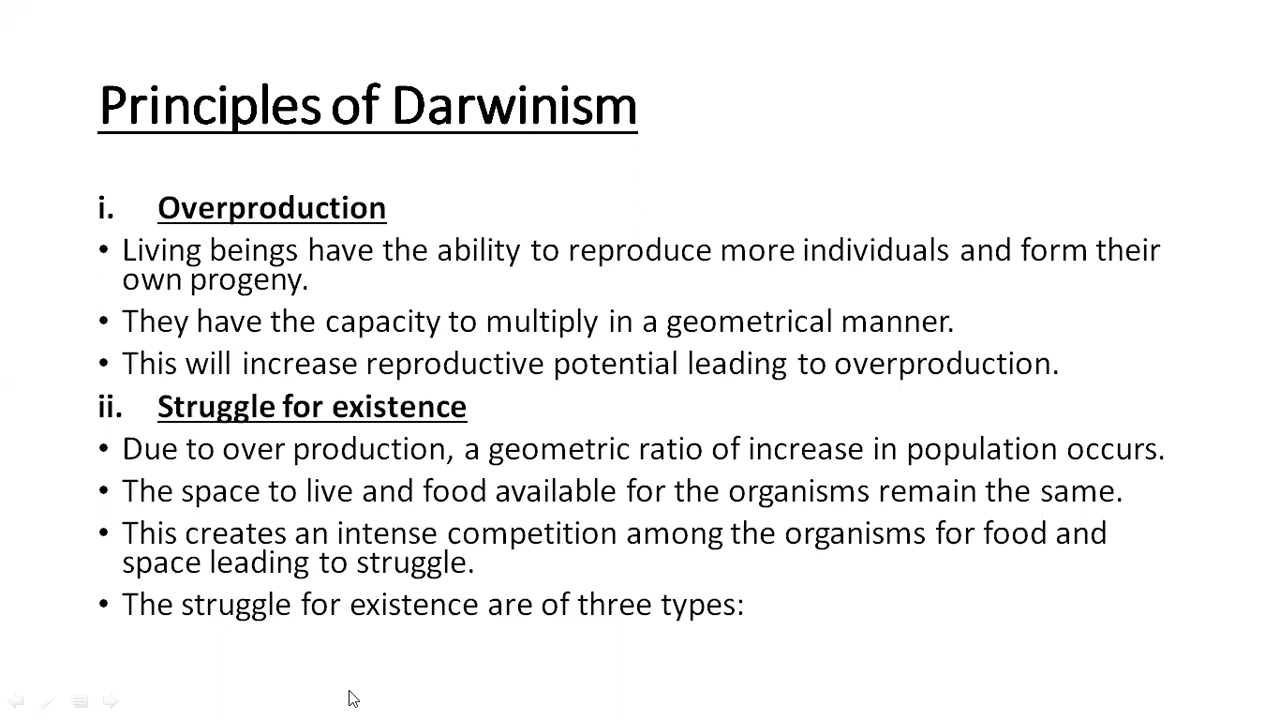 Principles of Darwinism
i. Overproduction
• Living beings have the ability to reproduce more individuals and form their
own progeny.
• They have the capacity to multiply in a geometrical manner.
• This will increase reproductive potential leading to overproduction.
ii. Struggle for existence
• Due to over production, a geometric ratio of increase in population occurs.
• The space to live and food available for the organisms remain the same.
• This creates an intense competition among the organisms for food and
space leading to struggle.
• The struggle for existence are of three types: